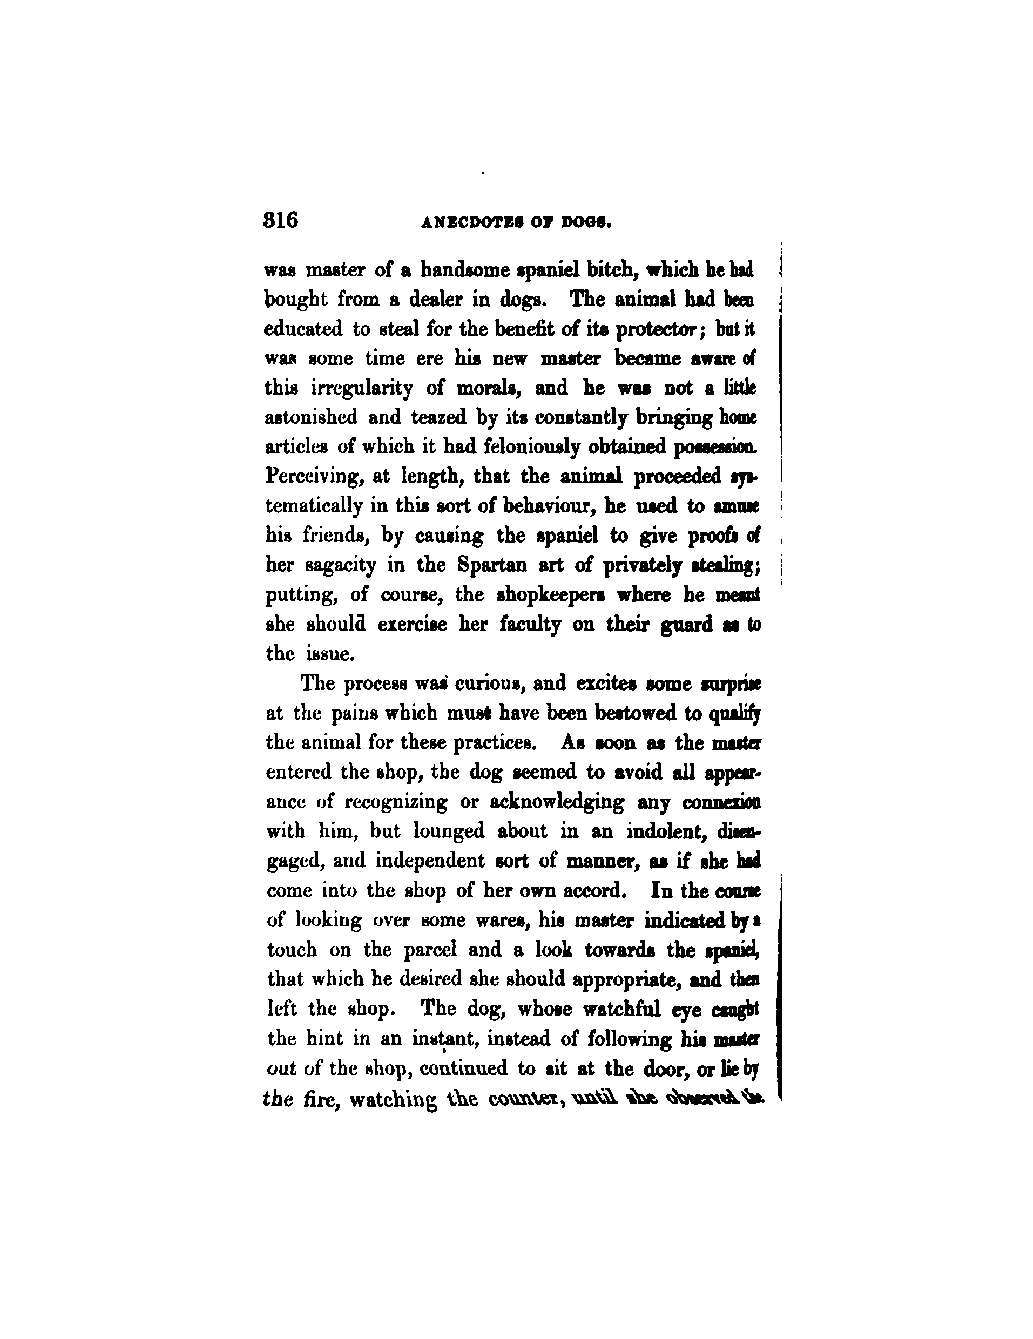 316 ANECDOTES OF DOGS.
was master of a handsome spaniel bitch, which he had
bought from a dealer in dogs. The animal had been
educated to steal for the benefit of its protector; but it
was some time ere his new master became aware of
this irregularity of morals, and he was not a little
astonished and teazed by its constantly bringing home
articles of which it had feloniously obtained possession.
Perceiving, at length, that the animal proceeded sys-
tematically in this sort of behaviour, he used to amuse
his friends, by causing the spaniel to give proofs of
her sagacity in the Spartan art of privately stealing;
putting, of course, the shopkeepers where he meant
she should exercise her faculty on their guard as to
the issue.
The process was curious, and excites some surprise
at the pains which must have been bestowed to qualify
the animal for these practices. As soon as the master
entered the shop, the dog seemed to avoid all appear-
ance of recognizing or acknowledging any connexion
with him, but lounged about in an indolent, disen-
gaged, and independent sort of manner, as if she had
come into the shop of her own accord. In the course
of looking over some wares, his master indicated by a
touch on the parcel and a look towards the spaniel,
that which he desired she should appropriate, and then
left the shop. The dog, whose watchful eye caught
the hint in an instant, instead of following his master
out of the shop, continued to sit at the door, or lie by
the fire, watching the counter, until she observed the